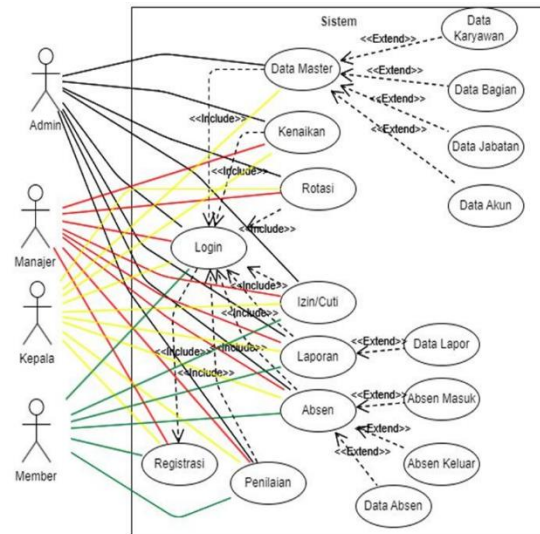 Sistem
Admin
Manajer
Kepala
Member
Data Master
Kenaikan
Rotasi
Login
Izin/Cuti
Laporan
Absen
Registrasi
Penilaian
Data
Karyawan
Data Bagian
Data Jabatan
Data Akun
Data Lapor
Absen Masuk
Absen Keluar
Data Absen
<<Extend>>
<<Extend>>
<<Extend>>
<<Extend>>
<<Include>>
<<Include>>
<<Include>>
<<Include>>
<<Include>>
<<Include>>
<<Include>>
<<Extend>>
<<Extend>>
<<Extend>>
<<Extend>>